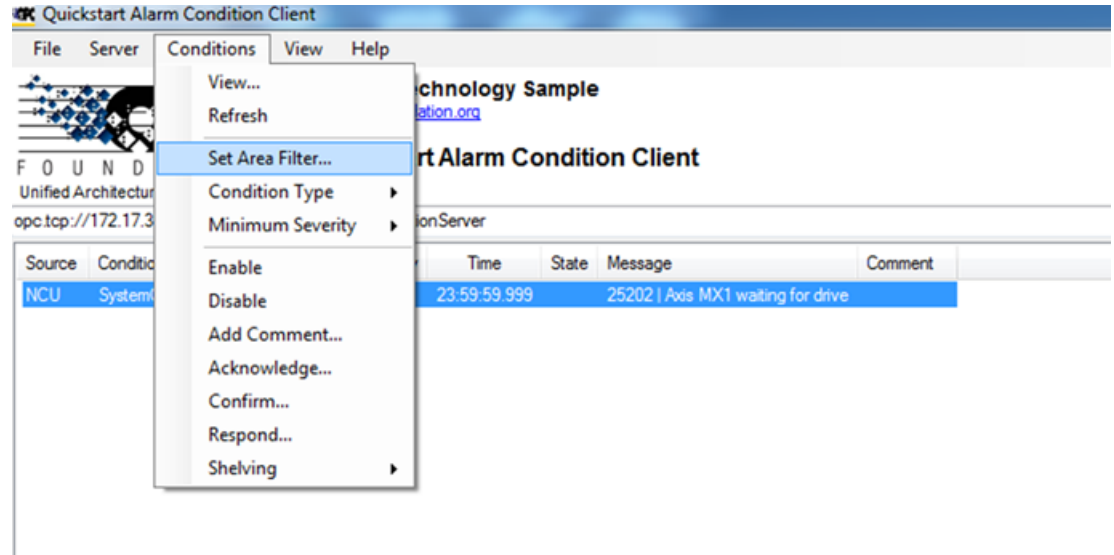 Quickstart Alarm Condition Client
File Server Conditions View Help
View...
Refresh
Set Area Filter...
Condition Type
Minimum Severity
Enable
Disable
Add Comment...
Acknowledge...
Confirm...
Respond...
Shelving
chnology Sample
ation.org
rt Alarm Condition Client
F O U N D
Unified Architectur
opc.tcp://172.17.3
ionServer
Source Conditio Time State Message Comment
NCU System 23:59:59.999 25202 | Axis MX1 waiting for drive